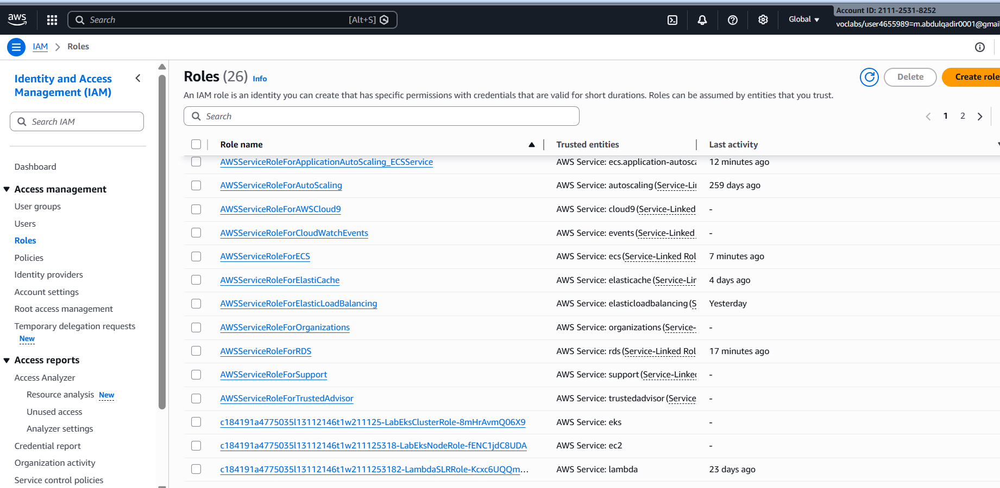 aws
Search
[Alt+S]
Global
Account ID: 2111-2531-8252
voclabs/user4655989=m.abdulqadir0001@gmail
IAM
Roles
Identity and Access
Management (IAM)
Search IAM
Dashboard
Access management
User groups
Users
Roles
Policies
Identity providers
Account settings
Root access management
Temporary delegation requests
New
Access reports
Access Analyzer
Resource analysis New
Unused access
Analyzer settings
Credential report
Organization activity
Service control policies
Roles (26) Info
Delete
Create role
An IAM role is an identity you can create that has specific permissions with credentials that are valid for short durations. Roles can be assumed by entities that you trust.
Search
1 2
Role name Trusted entities Last activity
AWSServiceRoleForApplicationAutoScaling_ECSService AWS Service: ecs.application-autosca 12 minutes ago
AWSServiceRoleForAutoScaling AWS Service: autoscaling (Service-Lin 259 days ago
AWSServiceRoleForAWSCloud9 AWS Service: cloud9 (Service-Linked -
AWSServiceRoleForCloudWatchEvents AWS Service: events (Service-Linked -
AWSServiceRoleForECS AWS Service: ecs (Service-Linked Rol 7 minutes ago
AWSServiceRoleForElastiCache AWS Service: elasticache (Service-Lin 4 days ago
AWSServiceRoleForElasticLoadBalancing AWS Service: elasticloadbalancing (S Yesterday
AWSServiceRoleForOrganizations AWS Service: organizations (Service- -
AWSServiceRoleForRDS AWS Service: rds (Service-Linked Rol 17 minutes ago
AWSServiceRoleForSupport AWS Service: support (Service-Linked -
AWSServiceRoleForTrustedAdvisor AWS Service: trustedadvisor (Service -
c184191a4775035l13112146t1w211125-LabEksClusterRole-8mHrAvmQ06X9 AWS Service: eks -
c184191a4775035l13112146t1w211125318-LabEksNodeRole-fENC1jdC8UDA AWS Service: ec2 -
c184191a4775035l13112146t1w2111253182-LambdaSLRRole-Kcxc6UQQm... AWS Service: lambda 23 days ago